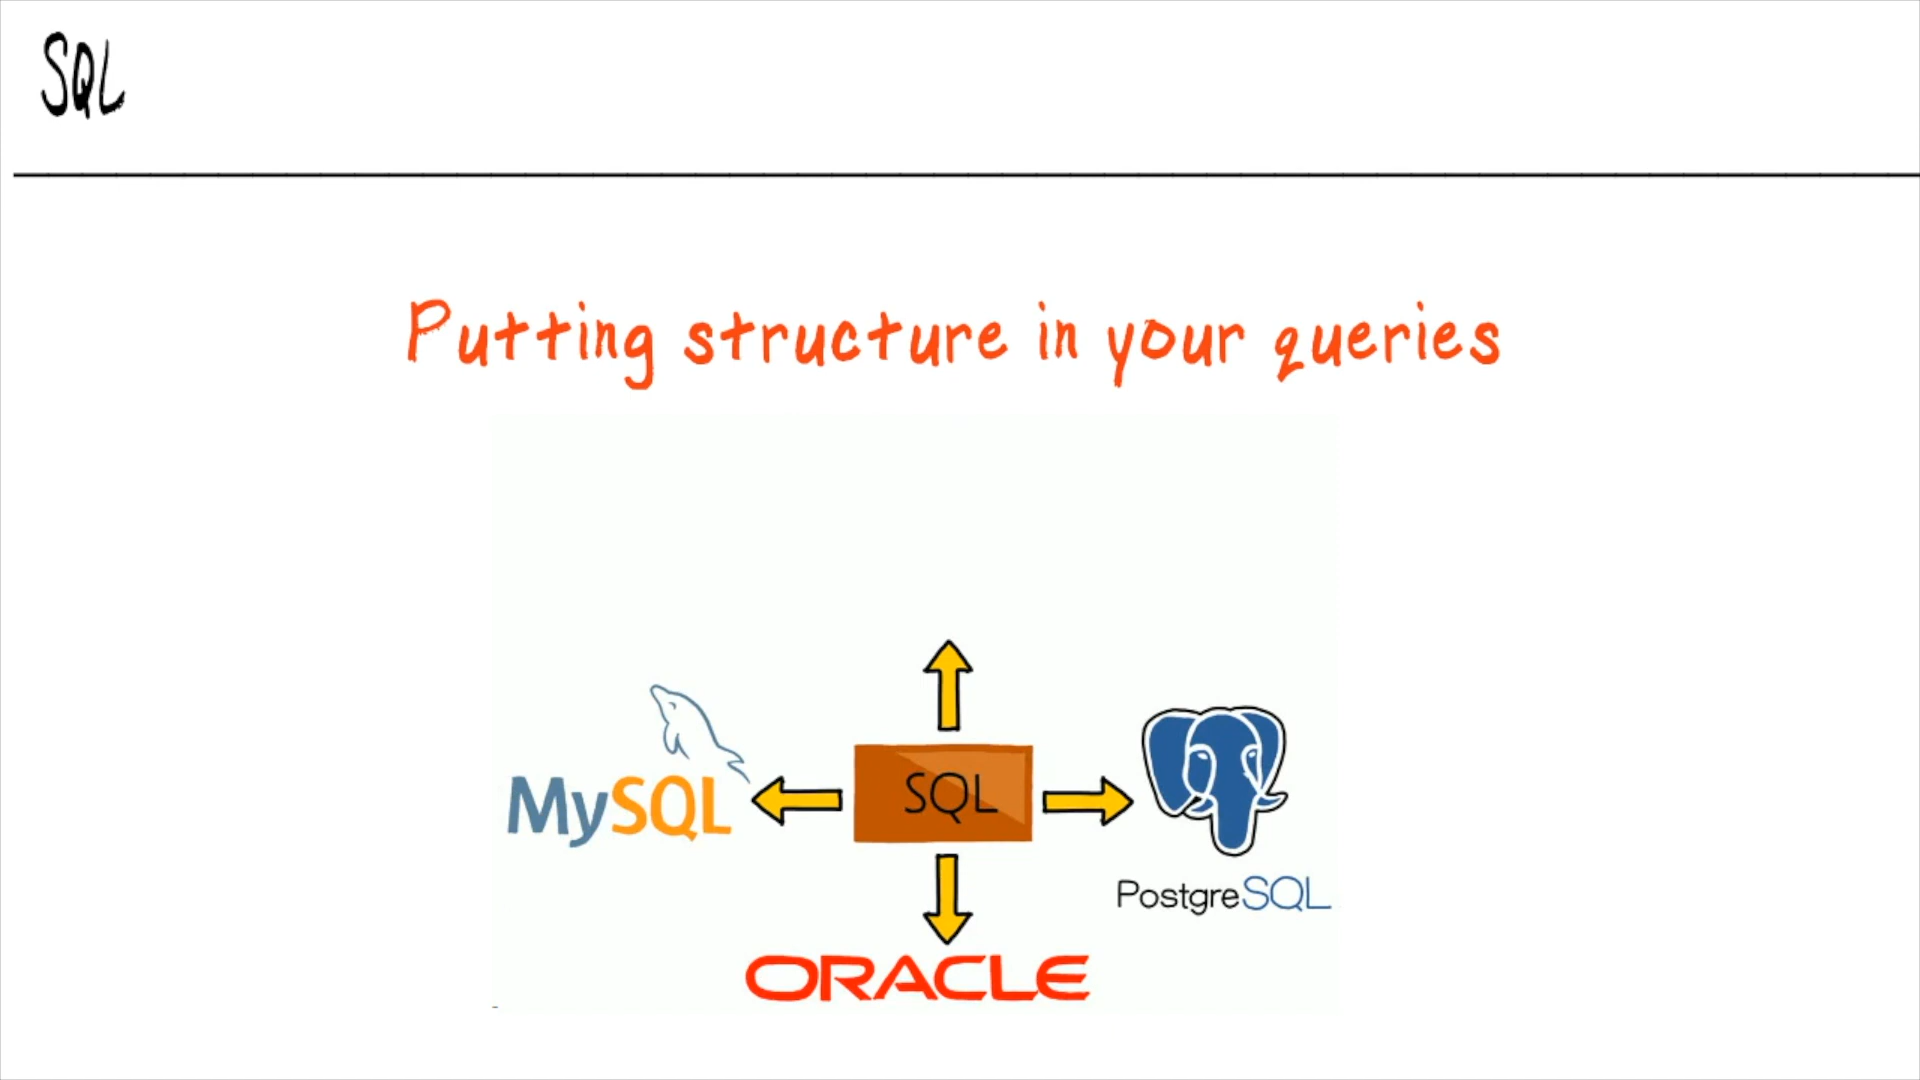 SQL
Putting structure in your queries
MySQL
SQL
PostgreSQL
ORACLE